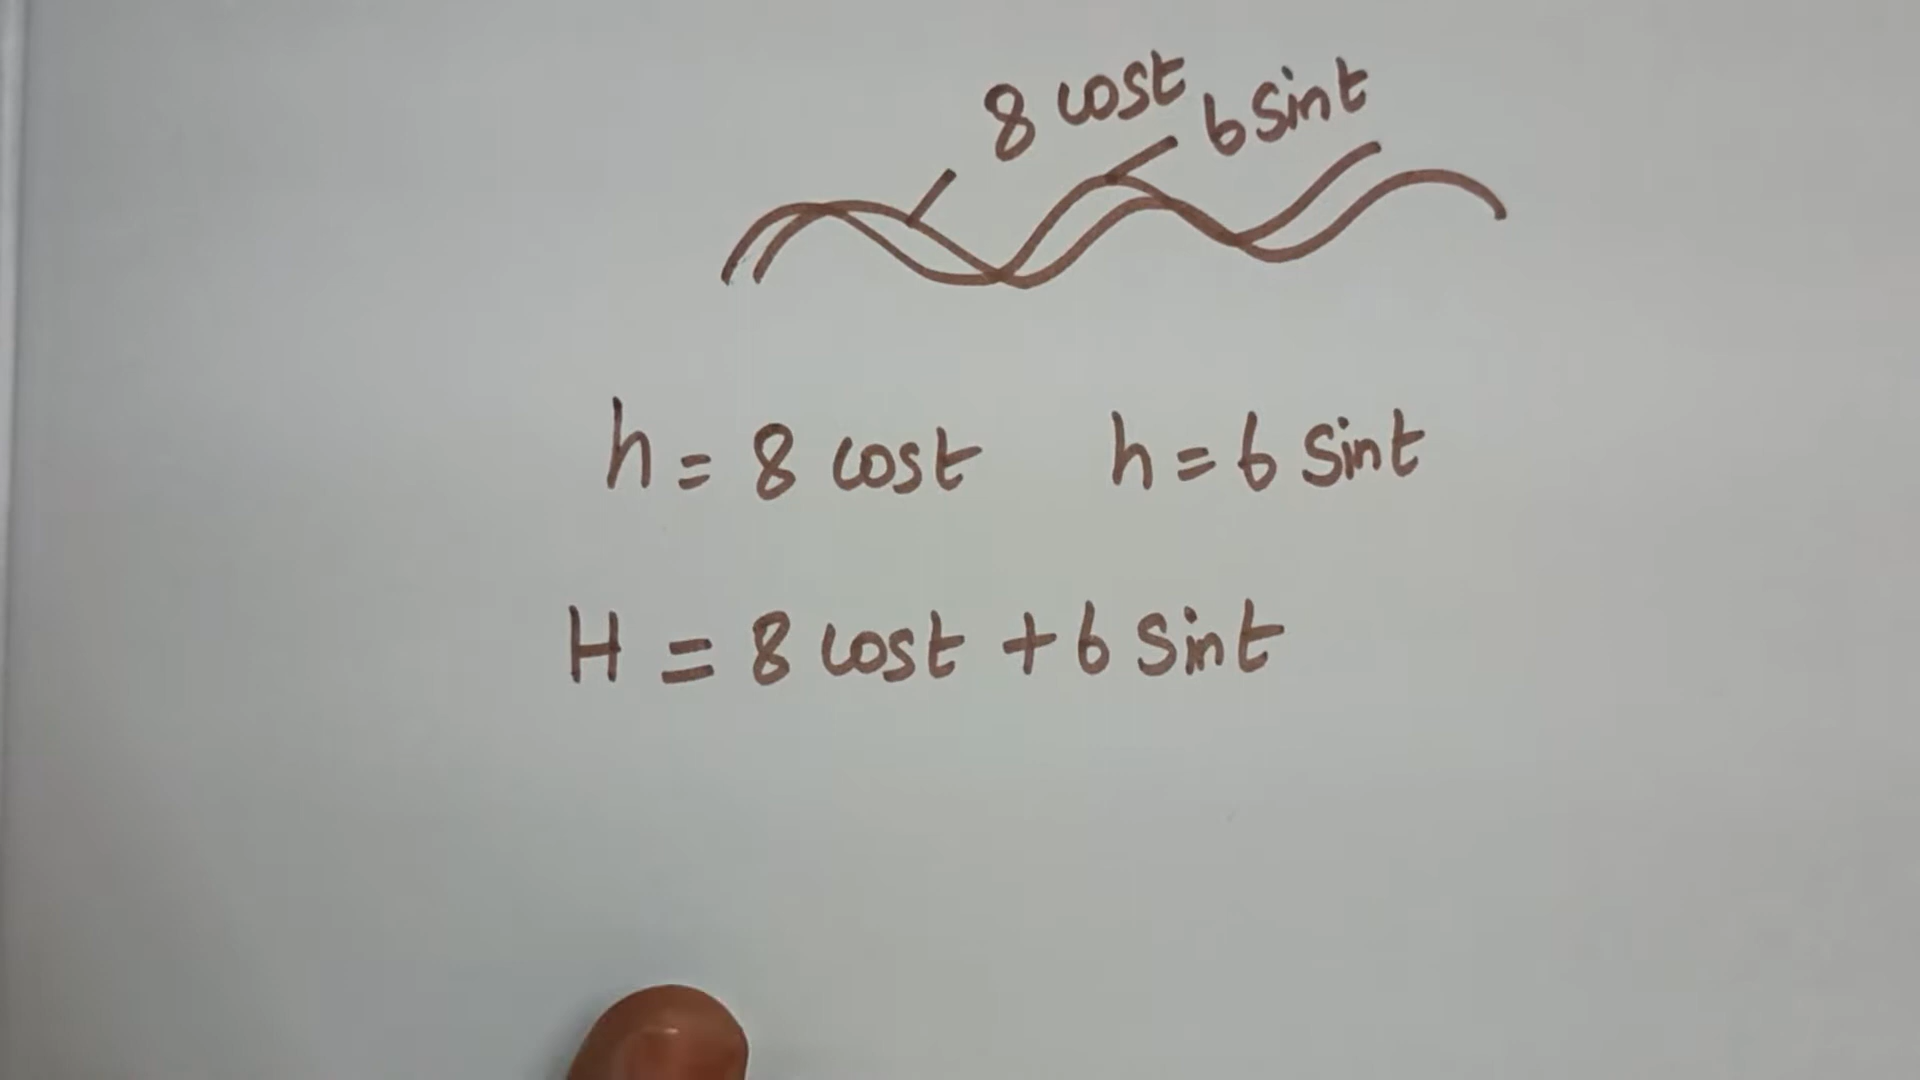 8 cost 6 sint
h = 8 cost h = 6 sint
H = 8 cost + 6 sint